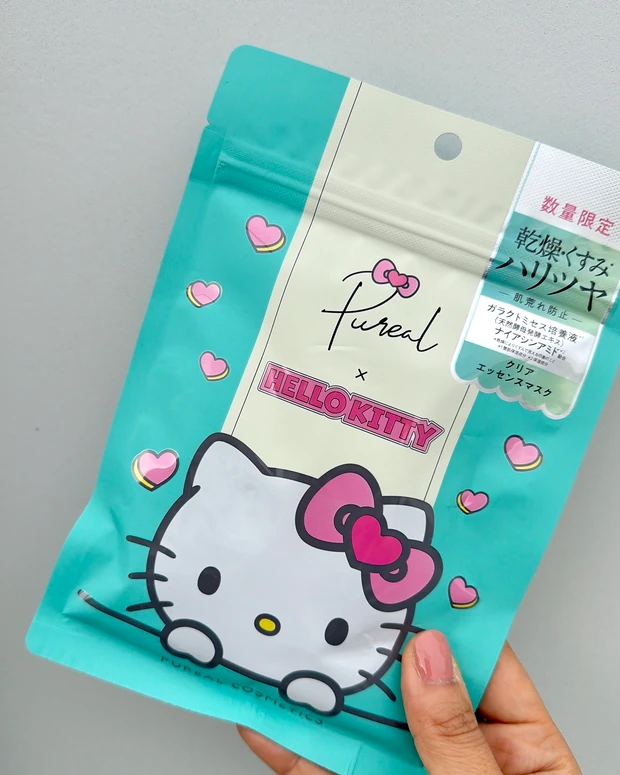 Pureal
×
HELLO KITTY
数量限定
乾燥・くすみ
ハリツヤ
肌荒れ防止
ガラクトミセス培養液
(天然酵母発酵エキス)
ナイアシンアミド
クリア
エッセンスマスク
PUREAL COSMETICS